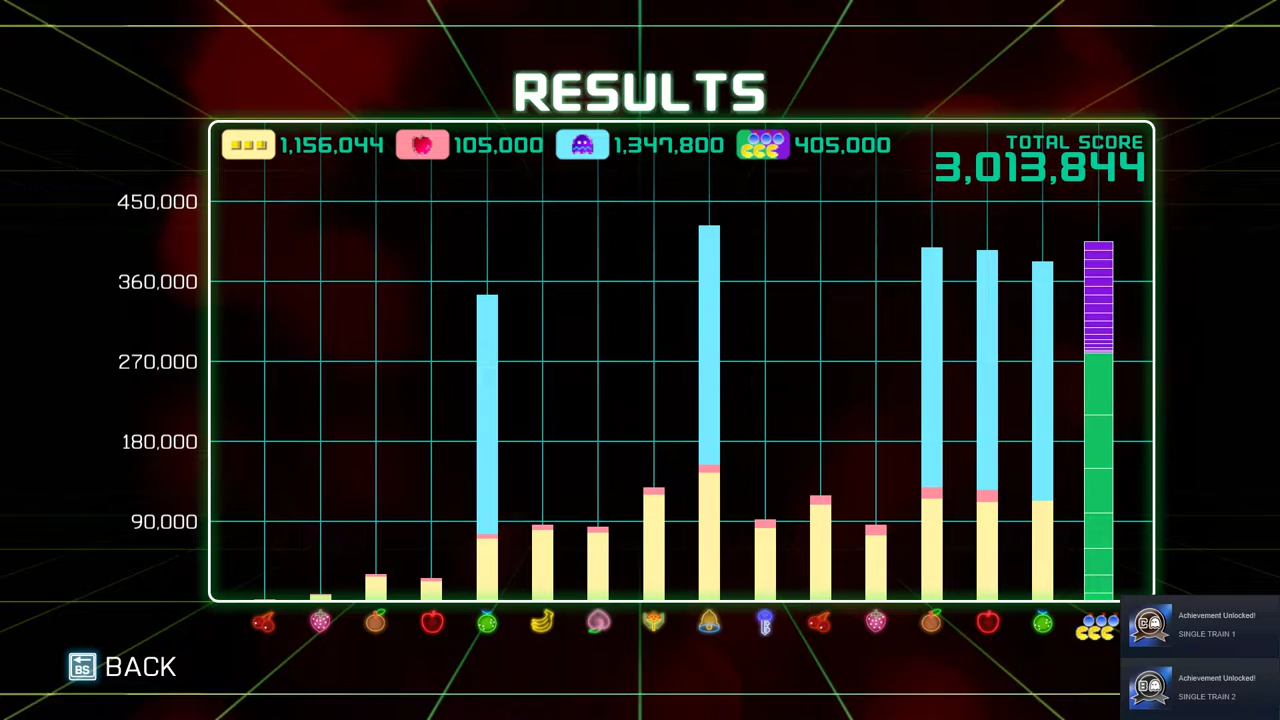 RESULTS
1,156,044 105,000 1,347,800 405,000
TOTAL SCORE
3,013,844
450,000
360,000
270,000
180,000
90,000
BS BACK
Achievement Unlocked!
SINGLE TRAIN 1
Achievement Unlocked!
SINGLE TRAIN 2